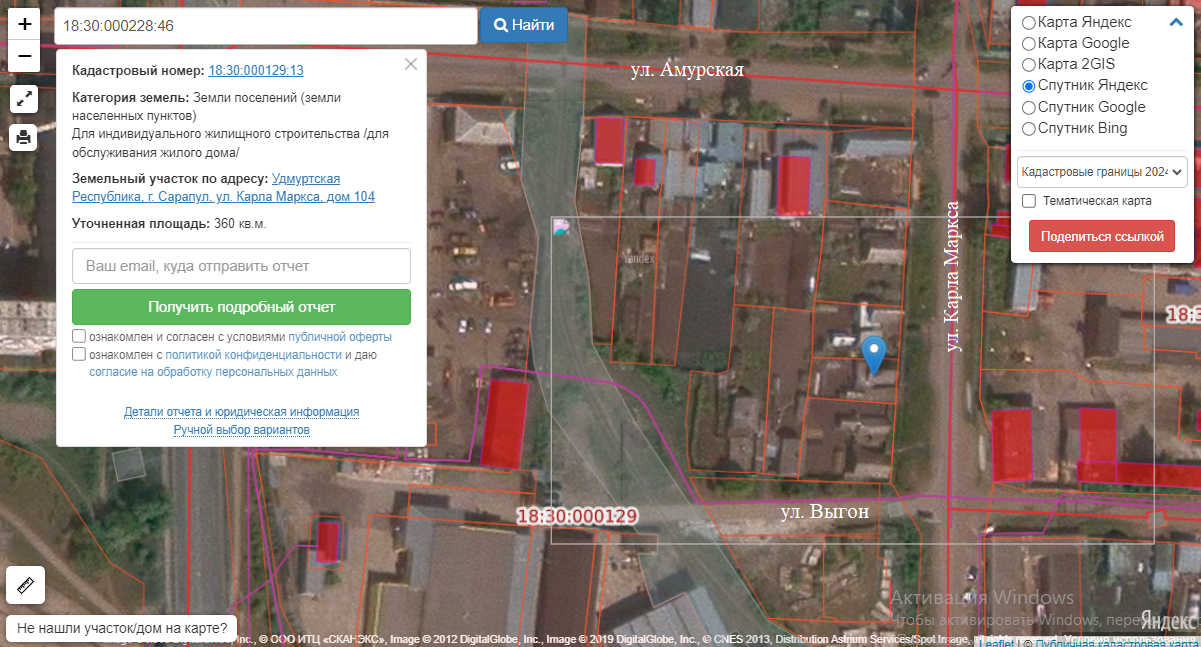 18:30:000228:46
Найти
Кадастровый номер: 18:30:000129:13
Категория земель: Земли поселений (земли
населенных пунктов)
Для индивидуального жилищного строительства /для
обслуживания жилого дома/
Земельный участок по адресу: Удмуртская
Республика, г. Сарапул, ул. Карла Маркса, дом 104
Уточненная площадь: 360 кв.м.
Ваш email, куда отправить отчет
Получить подробный отчет
ознакомлен и согласен с условиями публичной оферты
ознакомлен с политикой конфиденциальности и даю
согласие на обработку персональных данных
Детали отчета и юридическая информация
Ручной выбор вариантов
ул. Амурская
Yandex
ул. Карла Маркса
ул. Выгон
18:30:000129
18:3
Карта Яндекс
Карта Google
Карта 2GIS
Спутник Яндекс
Спутник Google
Спутник Bing
Кадастровые границы 2024
Тематическая карта
Поделиться ссылкой
Активация Windows
Чтобы активировать Windows, пере
Яндекс
Не нашли участок/дом на карте?
Inc., © ООО ИТЦ «СКАНЭКС», Image © 2012 DigitalGlobe, Inc., Image © 2019 DigitalGlobe, Inc., © CNES 2013, Distribution Astrium Services/Spot Image, Условия использования
Leaflet | © Публичная кадастровая карта